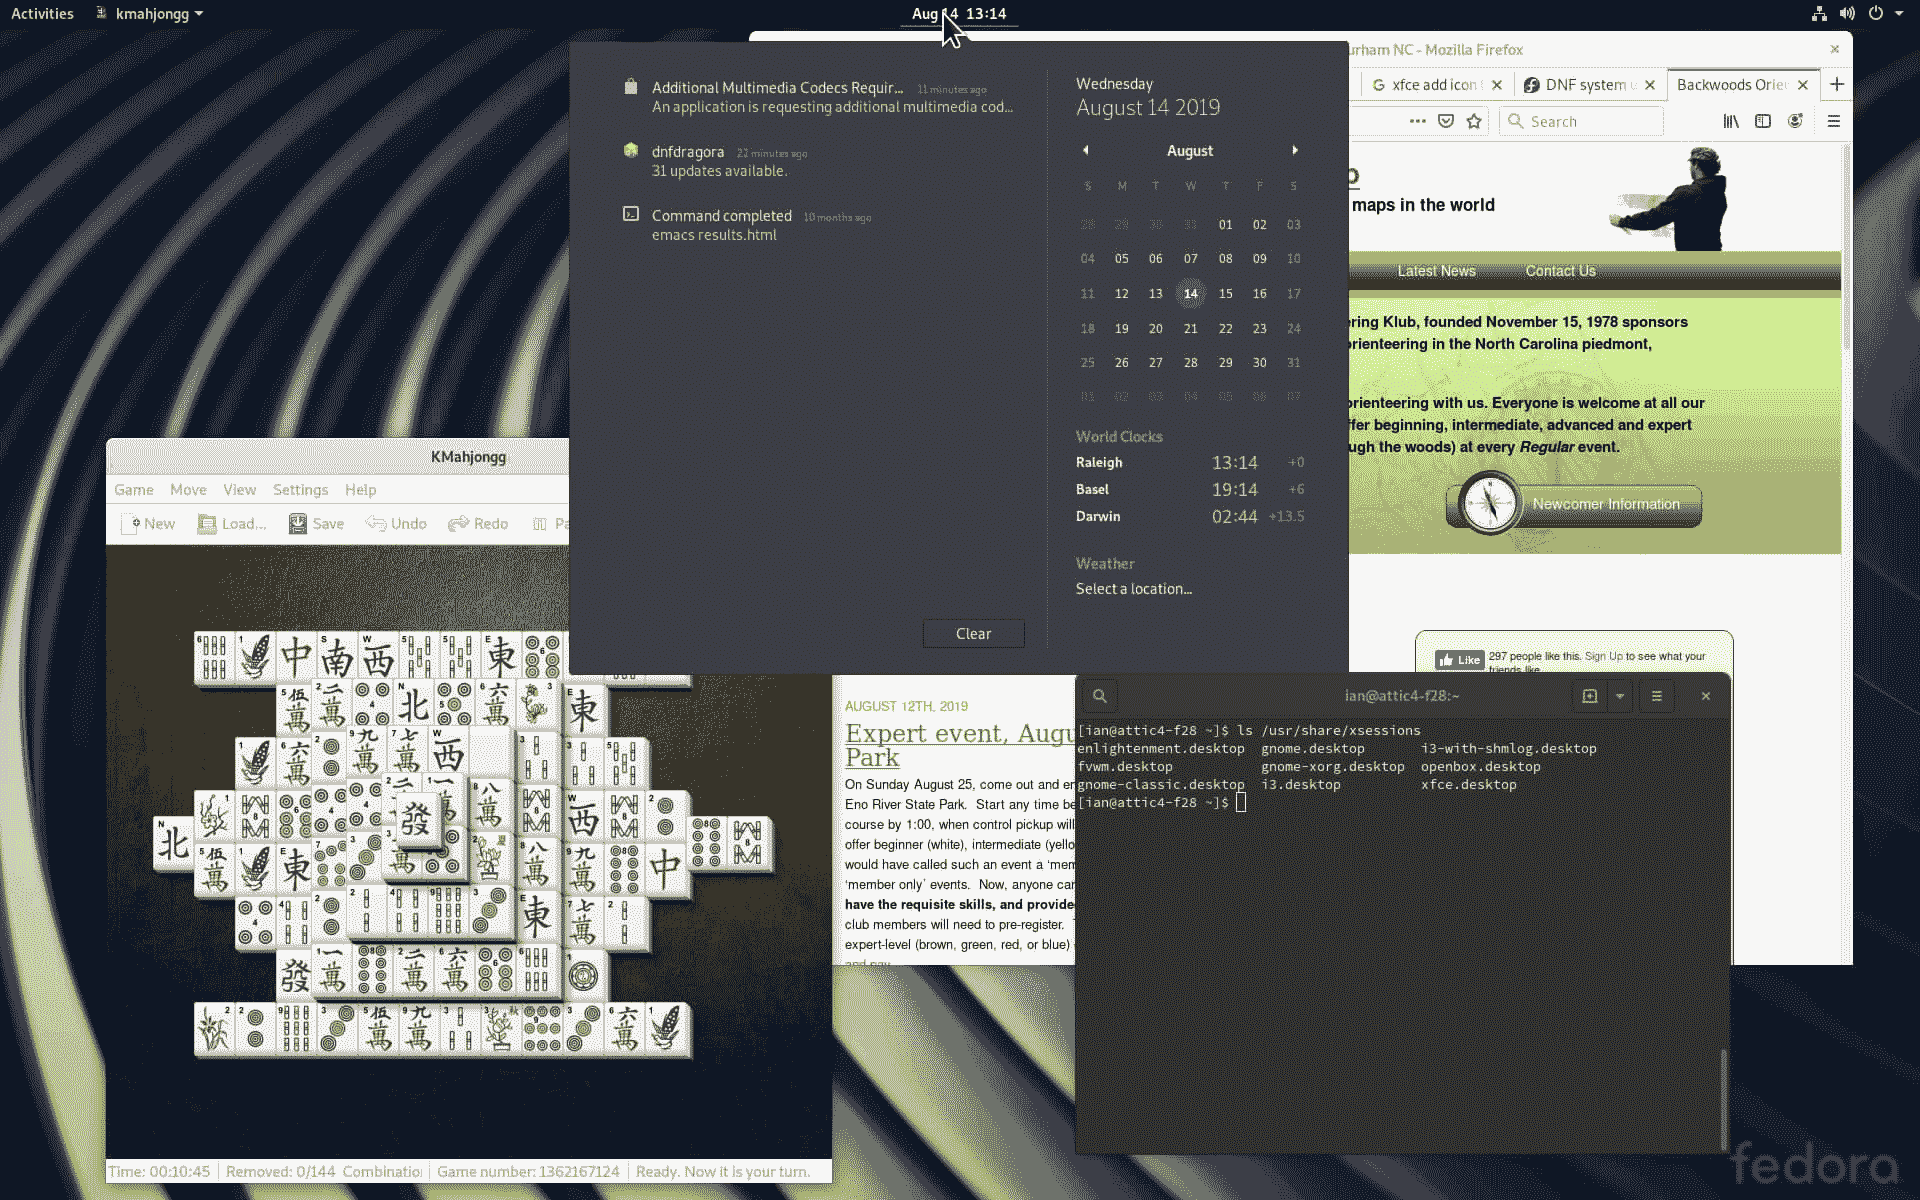 Activities kmahjongg Aug 14 13:14
urham NC - Mozilla Firefox
xfce add icon DNF system Backwoods Orie
Search
Additional Multimedia Codecs Requir... 11 minutes ago
An application is requesting additional multimedia cod...
dnfdragora 22 minutes ago
31 updates available.
Command completed 10 months ago
emacs results.html
Clear
Wednesday
August 14 2019
August
S M T W T F S
28 29 30 31 01 02 03
04 05 06 07 08 09 10
11 12 13 14 15 16 17
18 19 20 21 22 23 24
25 26 27 28 29 30 31
01 02 03 04 05 06 07
World Clocks
Raleigh 13:14 +0
Basel 19:14 +6
Darwin 02:44 +13.5
Weather
Select a location...
maps in the world
Latest News Contact Us
ering Klub, founded November 15, 1978 sponsors
orienteering in the North Carolina piedmont,
orienteering with us. Everyone is welcome at all our
ffer beginning, intermediate, advanced and expert
ugh the woods) at every Regular event.
Newcomer Information
Like 297 people like this. Sign Up to see what your
friends like.
KMahjongg
Game Move View Settings Help
New Load... Save Undo Redo Pa
Time: 00:10:45 Removed: 0/144 Combinatio Game number: 1362167124 Ready. Now it is your turn.
AUGUST 12TH, 2019
Expert event, Augu
Park
On Sunday August 25, come out and en
Eno River State Park. Start any time be
course by 1:00, when control pickup will
offer beginner (white), intermediate (yello
would have called such an event a 'mem
'member only' events. Now, anyone can
have the requisite skills, and provide
club members will need to pre-register.
expert-level (brown, green, red, or blue)
and pay
ian@attic4-f28:~
[ian@attic4-f28 ~]$ ls /usr/share/xsessions
enlightenment.desktop gnome.desktop i3-with-shmlog.desktop
fvwm.desktop gnome-xorg.desktop openbox.desktop
gnome-classic.desktop i3.desktop xfce.desktop
[ian@attic4-f28 ~]$
fedora